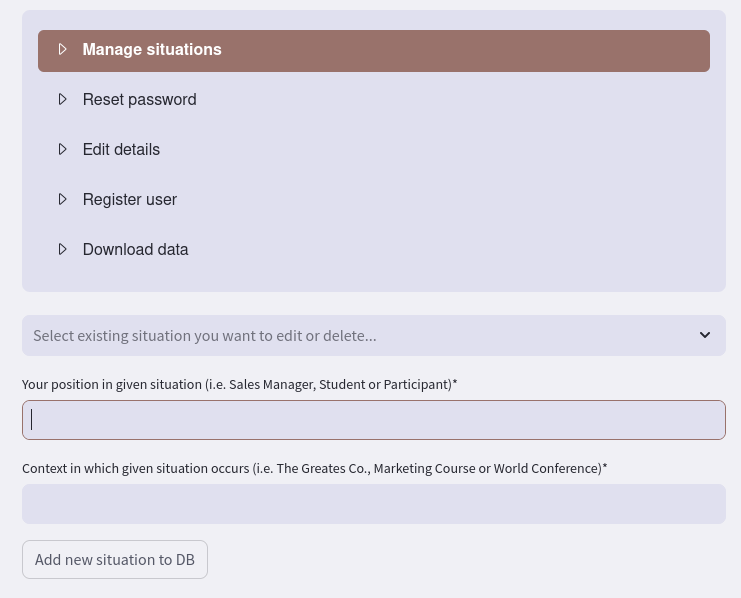 Manage situations
Reset password
Edit details
Register user
Download data
Select existing situation you want to edit or delete...
Your position in given situation (i.e. Sales Manager, Student or Participant)*
Context in which given situation occurs (i.e. The Greates Co., Marketing Course or World Conference)*
Add new situation to DB